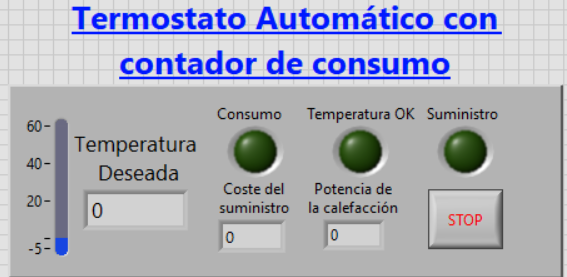 Termostato Automático con
contador de consumo
Consumo
Temperatura OK
Suministro
60-
40-
20-
-5-
Temperatura
Deseada
0
Coste del
suministro
0
Potencia de
la calefacción
0
STOP